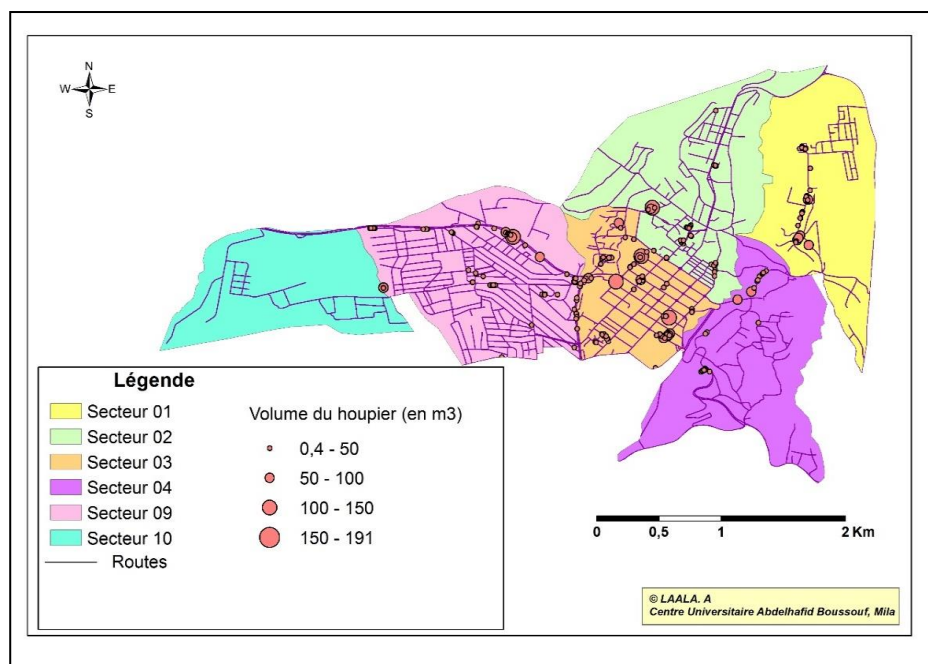 N
W E
S
Légende
Secteur 01
Secteur 02
Secteur 03
Secteur 04
Secteur 09
Secteur 10
Routes
Volume du houpier (en m3)
0,4 - 50
50 - 100
100 - 150
150 - 191
0 0,5 1 2 Km
© LAALA. A
Centre Universitaire Abdelhafid Boussouf, Mila